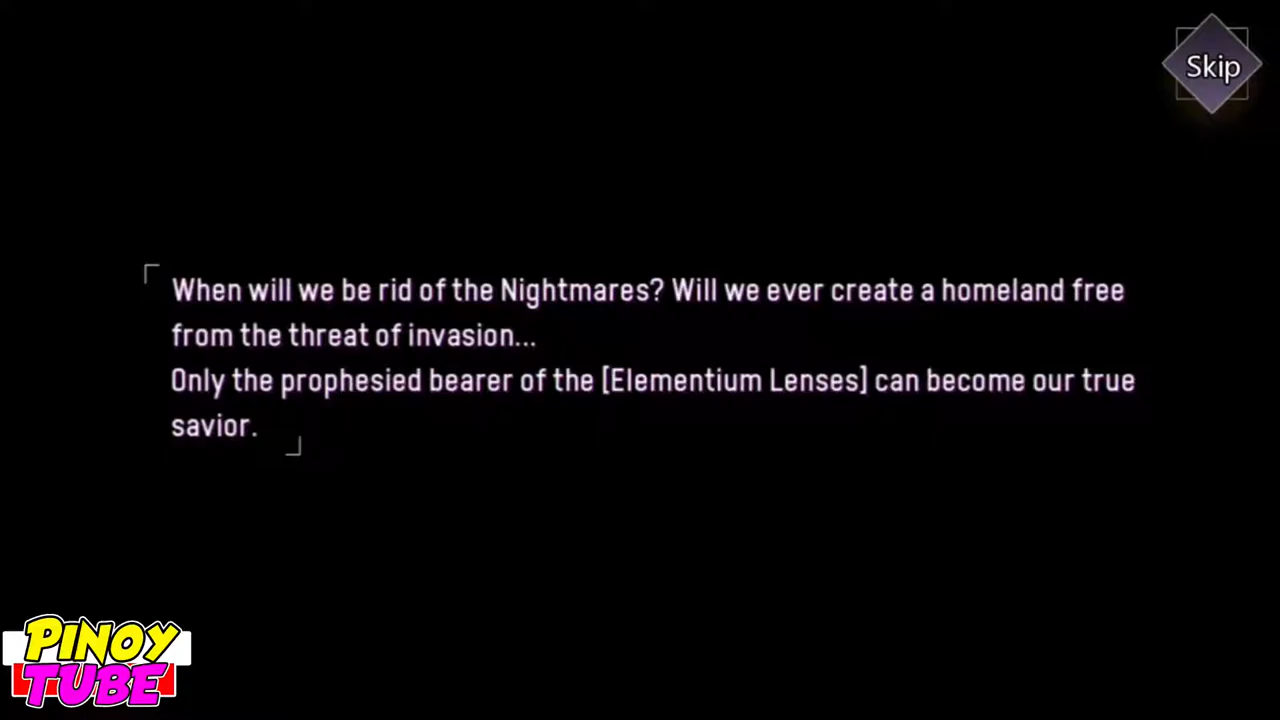 Skip
When will we be rid of the Nightmares? Will we ever create a homeland free
from the threat of invasion...
Only the prophesied bearer of the [Elementium Lenses] can become our true
savior.
PINOY
TUBE